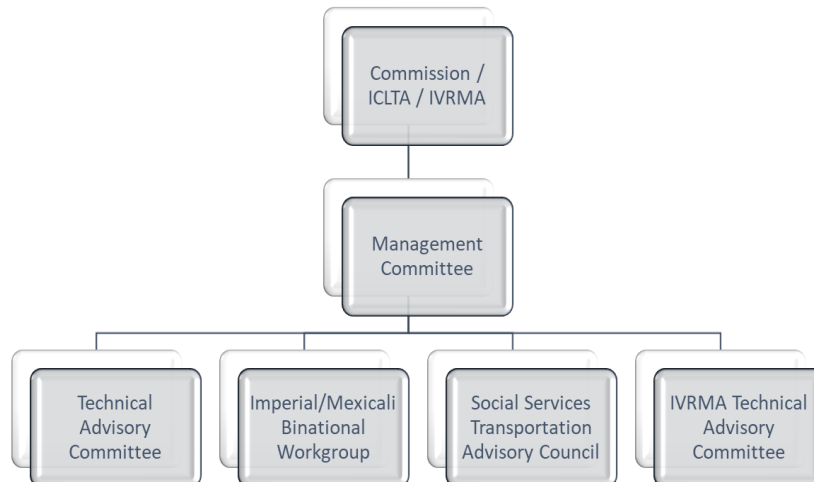 Commission /
ICLTA / IVRMA
Management
Committee
Technical
Advisory
Committee
Imperial/Mexicali
Binational
Workgroup
Social Services
Transportation
Advisory Council
IVRMA Technical
Advisory
Committee